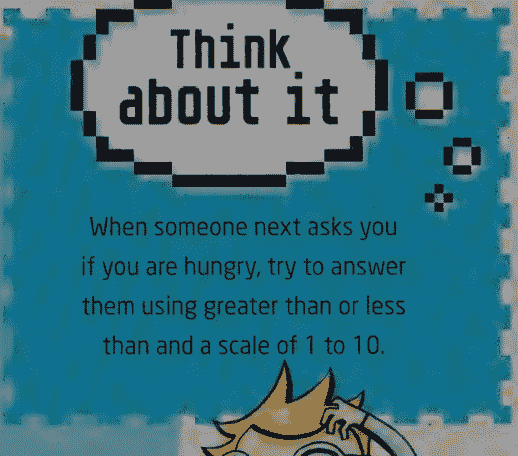 Think
about it
When someone next asks you
if you are hungry, try to answer
them using greater than or less
than and a scale of 1 to 10.